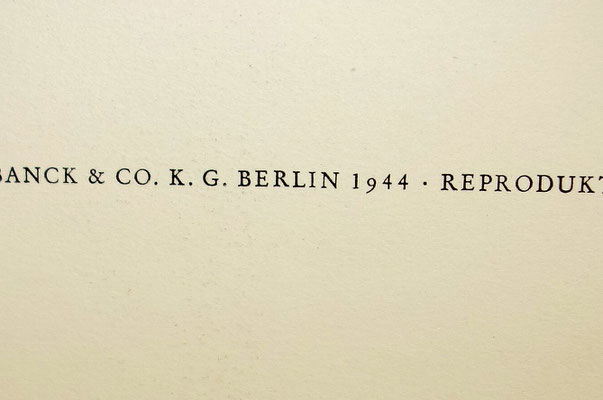 BANCK & CO. K. G. BERLIN 1944 · REPRODUKT